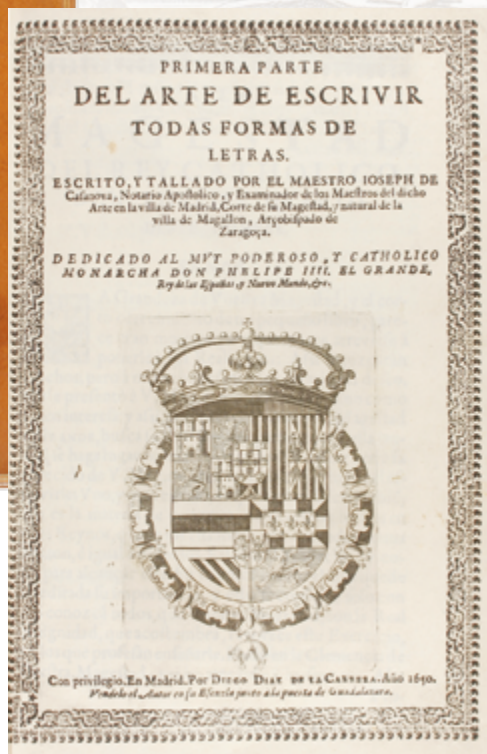 PRIMERA PARTE
DEL ARTE DE ESCRIVIR
TODAS FORMAS DE
LETRAS.
ESCRITO, Y TALLADO POR EL MAESTRO IOSEPH DE
Casanova, Notario Apostolico, y Examinador de los Maestros del dicho
Arte en la villa de Madrid, Corte de su Magestad, y natural de la
villa de Magallon, Arçobispado de
Zaragoça.
DEDICADO AL MVY PODEROSO, Y CATHOLICO
MONARCHA DON PHELIPE IIII. EL GRANDE,
Rey de las Españas, y Nuevo Mundo, &c.
Con privilegio. En Madrid. Por DIEGO DIAZ DE LA CARRERA. Año 1650.
Vendelo el Autor en su Escuela junto a la puerta de Guadalaxara.